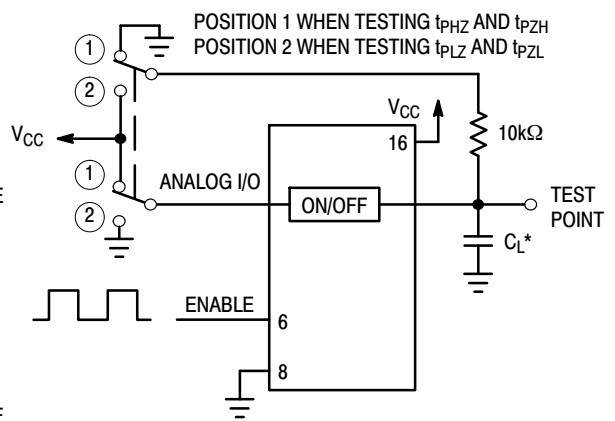 POSITION 1 WHEN TESTING tPHZ AND tPZH
POSITION 2 WHEN TESTING tPLZ AND tPZL
1
2
VCC
VCC
16
10kΩ
1
2
ANALOG I/O
ON/OFF
TEST
POINT
CL*
ENABLE
6
8
E
F